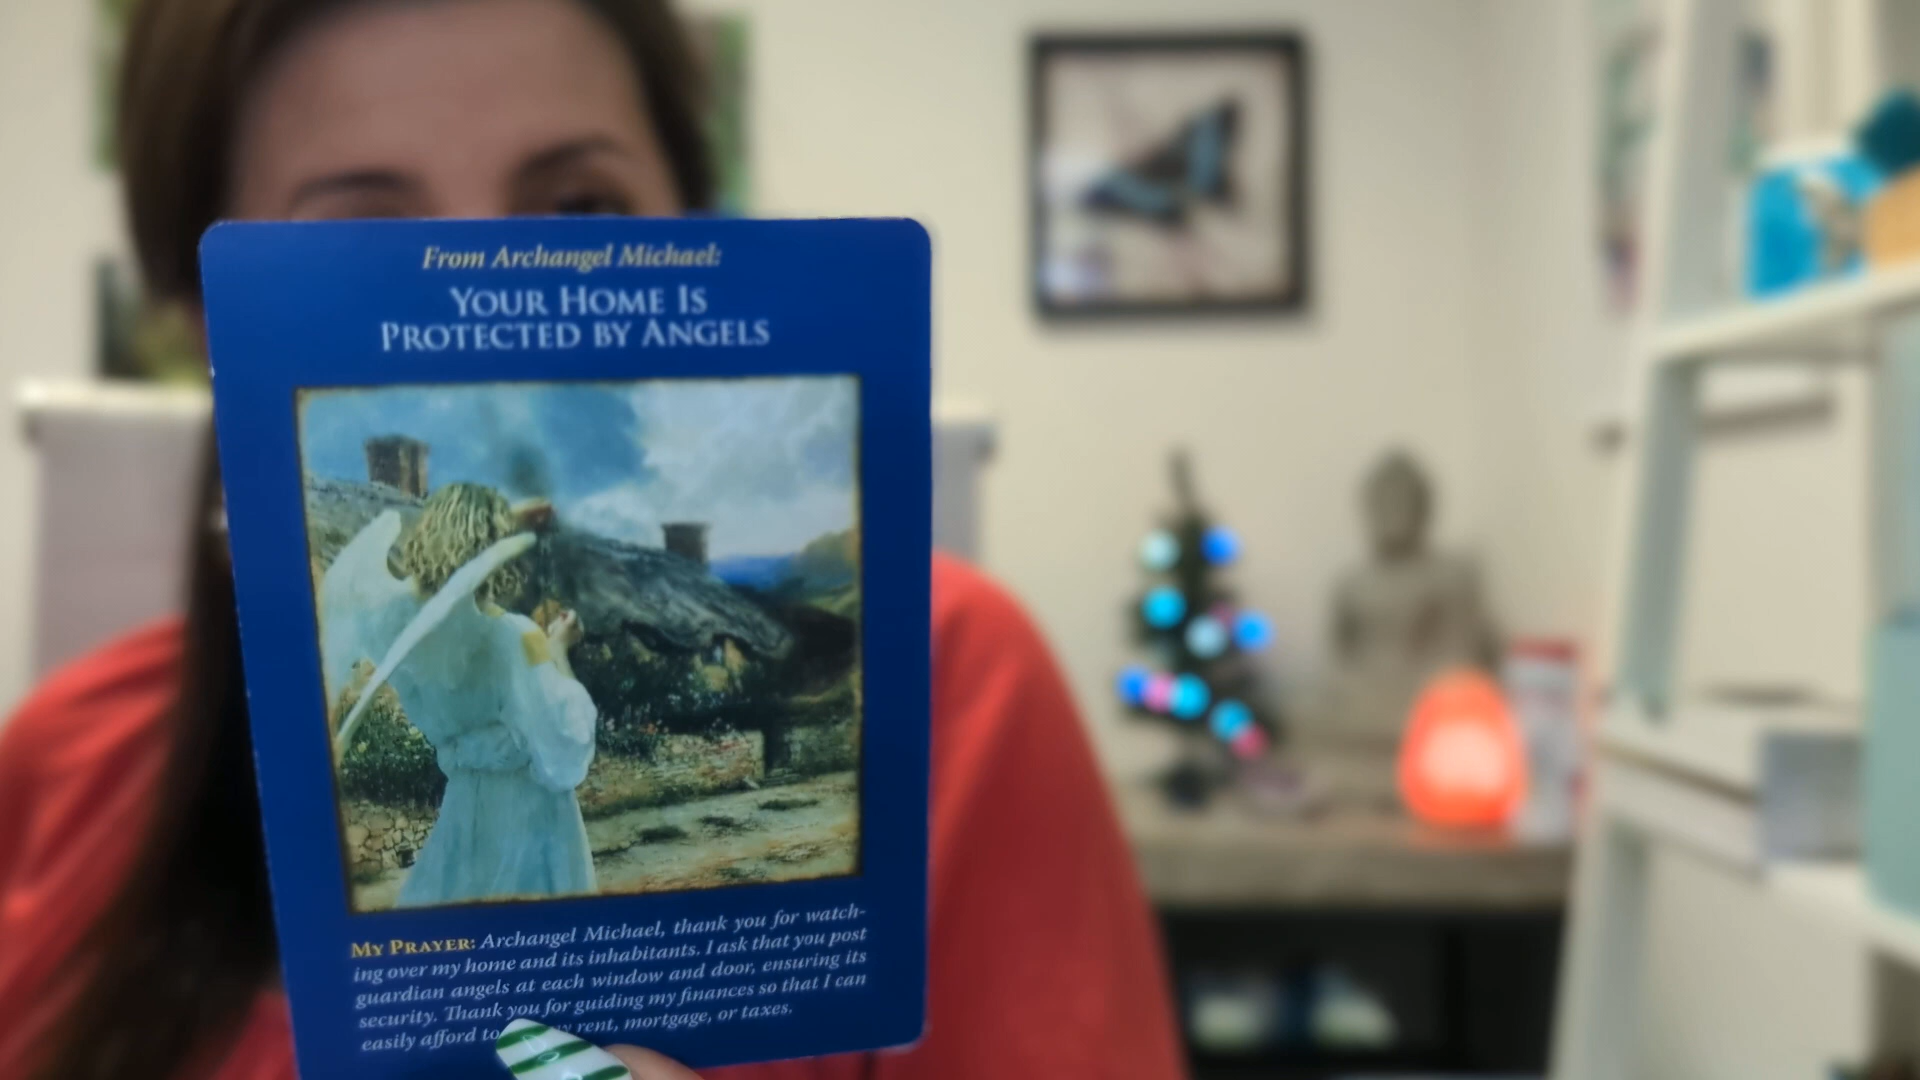 From Archangel Michael:
YOUR HOME IS
PROTECTED BY ANGELS
MY PRAYER: Archangel Michael, thank you for watch-
ing over my home and its inhabitants. I ask that you post
guardian angels at each window and door, ensuring its
security. Thank you for guiding my finances so that I can
easily afford to rent, mortgage, or taxes.